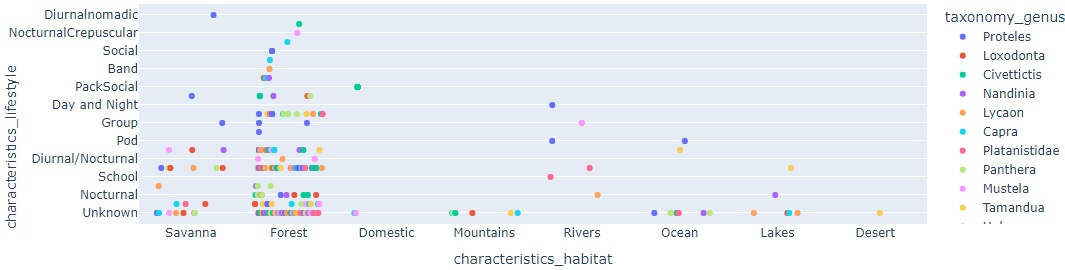 characteristics_lifestyle
Diurnalnomadic
NocturnalCrepuscular
Social
Band
PackSocial
Day and Night
Group
Pod
Diurnal/Nocturnal
School
Nocturnal
Unknown
Savanna Forest Domestic Mountains Rivers Ocean Lakes Desert
characteristics_habitat
taxonomy_genus
Proteles
Loxodonta
Civettictis
Nandinia
Lycaon
Capra
Platanistidae
Panthera
Mustela
Tamandua